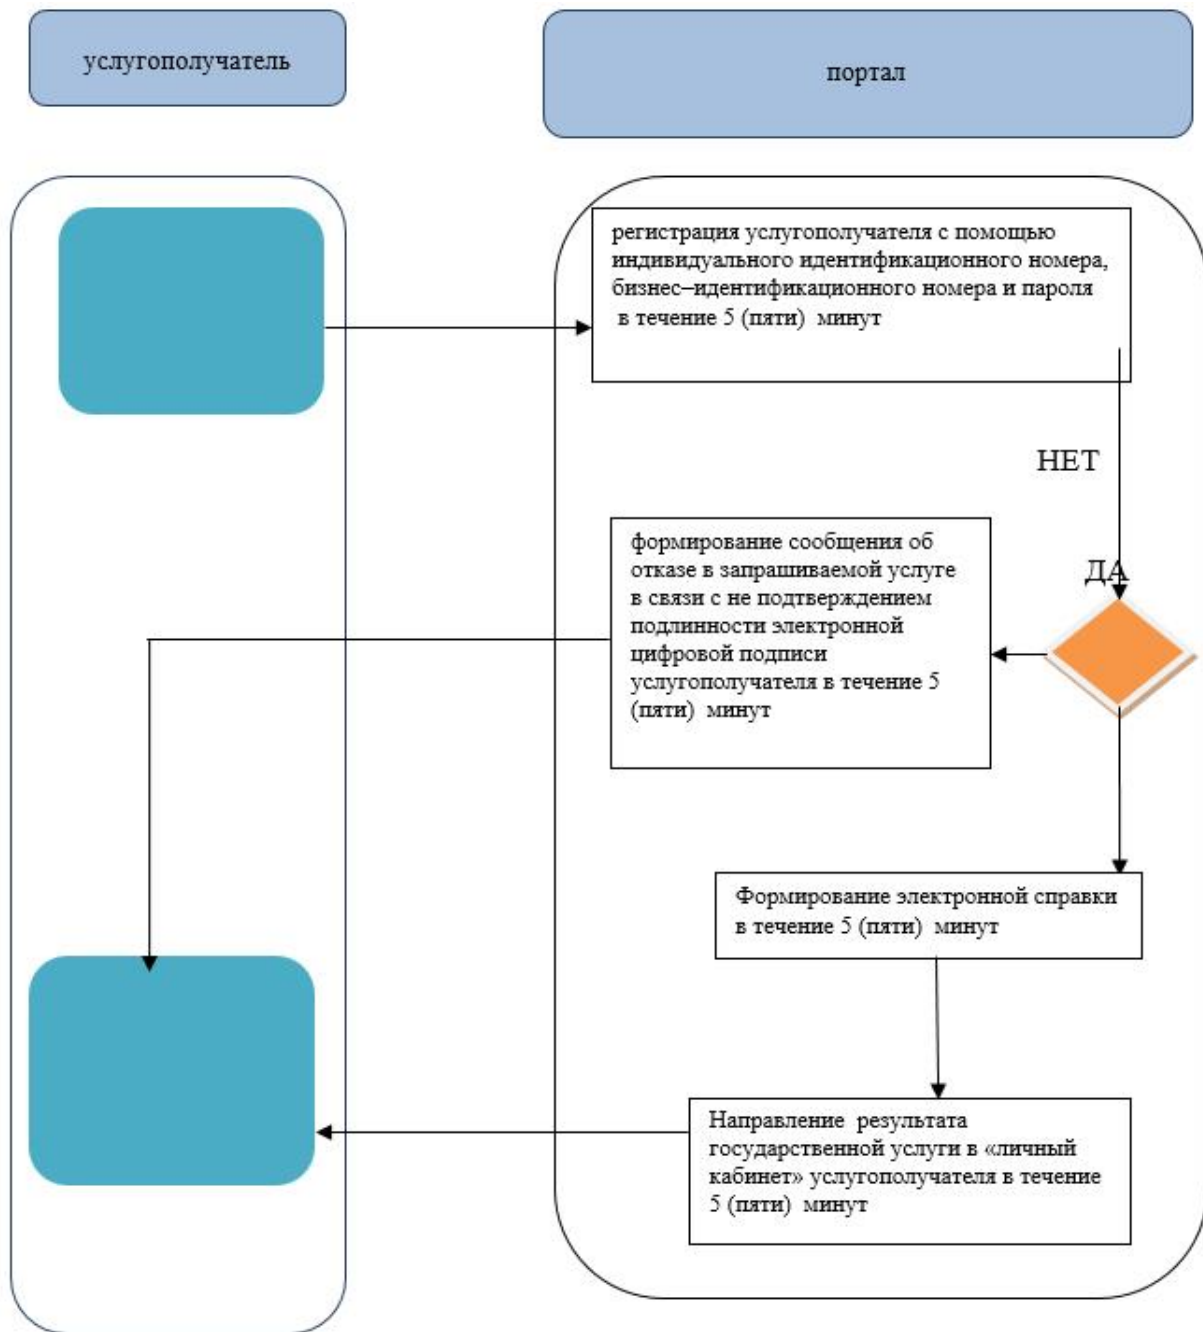 услугополучатель
портал
регистрация услугополучателя с помощью
индивидуального идентификационного номера,
бизнес–идентификационного номера и пароля
в течение 5 (пяти) минут
НЕТ
формирование сообщения об
отказе в запрашиваемой услуге
в связи с не подтверждением
подлинности электронной
цифровой подписи
услугополучателя в течение 5
(пяти) минут
ДА
Формирование электронной справки
в течение 5 (пяти) минут
Направление результата
государственной услуги в «личный
кабинет» услугополучателя в течение
5 (пяти) минут